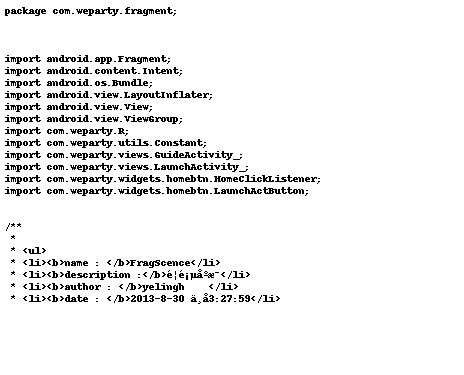 package com.weparty.fragment;
import android.app.Fragment;
import android.content.Intent;
import android.os.Bundle;
import android.view.LayoutInflater;
import android.view.View;
import android.view.ViewGroup;
import com.weparty.R;
import com.weparty.utils.Constant;
import com.weparty.views.GuideActivity_;
import com.weparty.views.LaunchActivity_;
import com.weparty.widgets.homebtn.HomeClickListener;
import com.weparty.widgets.homebtn.LaunchActButton;
/**
 *
 * <ul>
 * <li><b>name : </b>FragScence</li>
 * <li><b>description :</b></li>
 * <li><b>author : </b>yelingh    </li>
 * <li><b>date : </b>2013-8-30 ä¸å3:27:59</li>